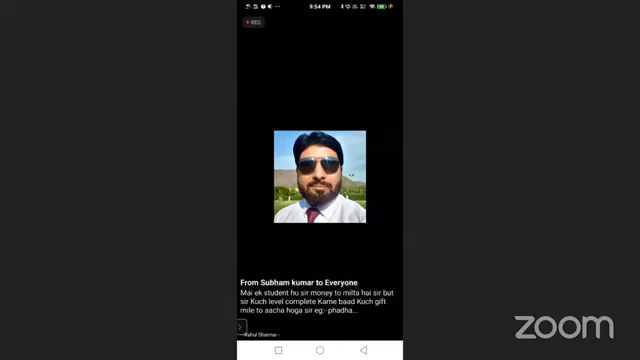 9:54 PM
REC
From Subham kumar to Everyone
Mai ek student hu sir money to milta hai sir but
sir Kuch level complete Karne baad Kuch gift
mile to aacha hoga sir eg:- phadha...
Rahul Sharma
zoom